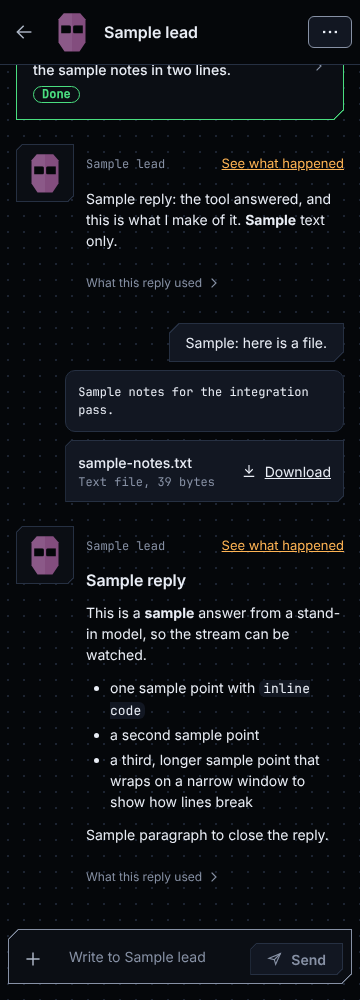 Sample lead
the sample notes in two lines.
Done
Sample lead
See what happened
Sample reply: the tool answered, and
this is what I make of it. Sample text
only.
What this reply used
Sample: here is a file.
Sample notes for the integration
pass.
sample-notes.txt
Text file, 39 bytes
Download
Sample lead
See what happened
Sample reply
This is a sample answer from a stand-
in model, so the stream can be
watched.
one sample point with inline
code
a second sample point
a third, longer sample point that
wraps on a narrow window to
show how lines break
Sample paragraph to close the reply.
What this reply used
Write to Sample lead
Send